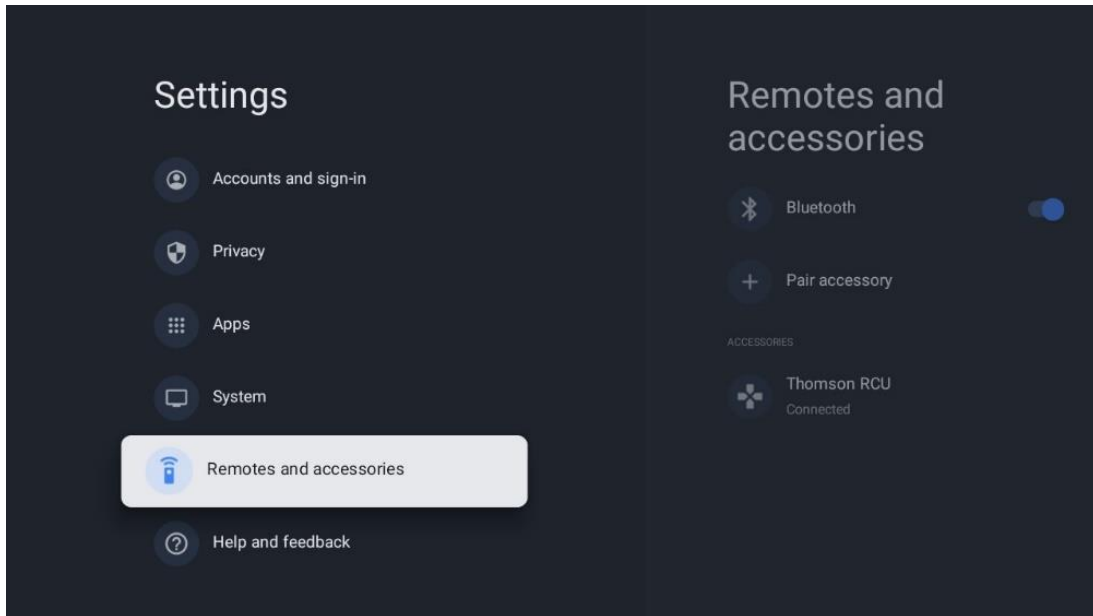 Settings
Accounts and sign-in
Privacy
Apps
System
Remotes and accessories
Help and feedback
Remotes and
accessories
Bluetooth
Pair accessory
ACCESSORIES
Thomson RCU
Connected